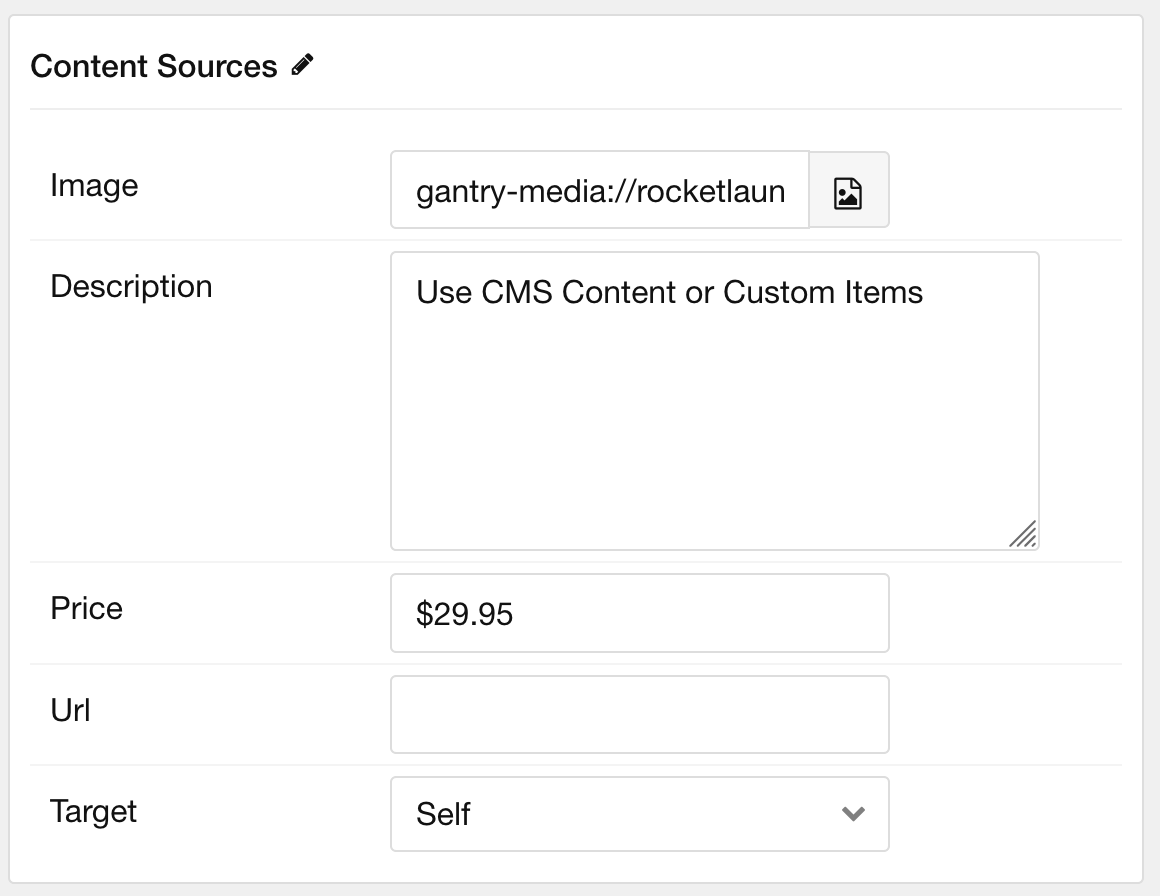 Content Sources
Image
gantry-media://rocketlaun
Description
Use CMS Content or Custom Items
Price
$29.95
Url
Target
Self